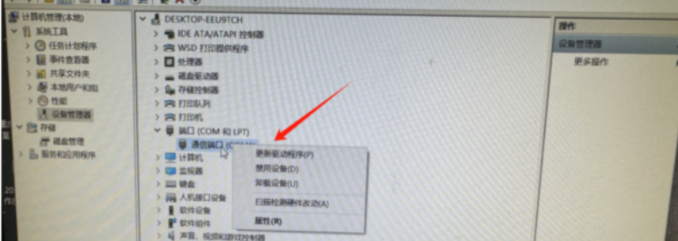 计算机管理(本地)
系统工具
任务计划程序
事件查看器
共享文件夹
本地用户和组
性能
设备管理器
存储
磁盘管理
服务和应用程序
DESKTOP-EEU9TCH
IDE ATA/ATAPI 控制器
WSD 打印提供程序
处理器
磁盘驱动器
存储控制器
打印队列
打印机
端口 (COM 和 LPT)
通信端口
计算机
监视器
键盘
人机接口设备
软件设备
软件组件
声音、视频和游戏控制器
更新驱动程序(P)
禁用设备(D)
卸载设备(U)
扫描检测硬件改动(A)
属性(R)
操作
设备管理器
更多操作